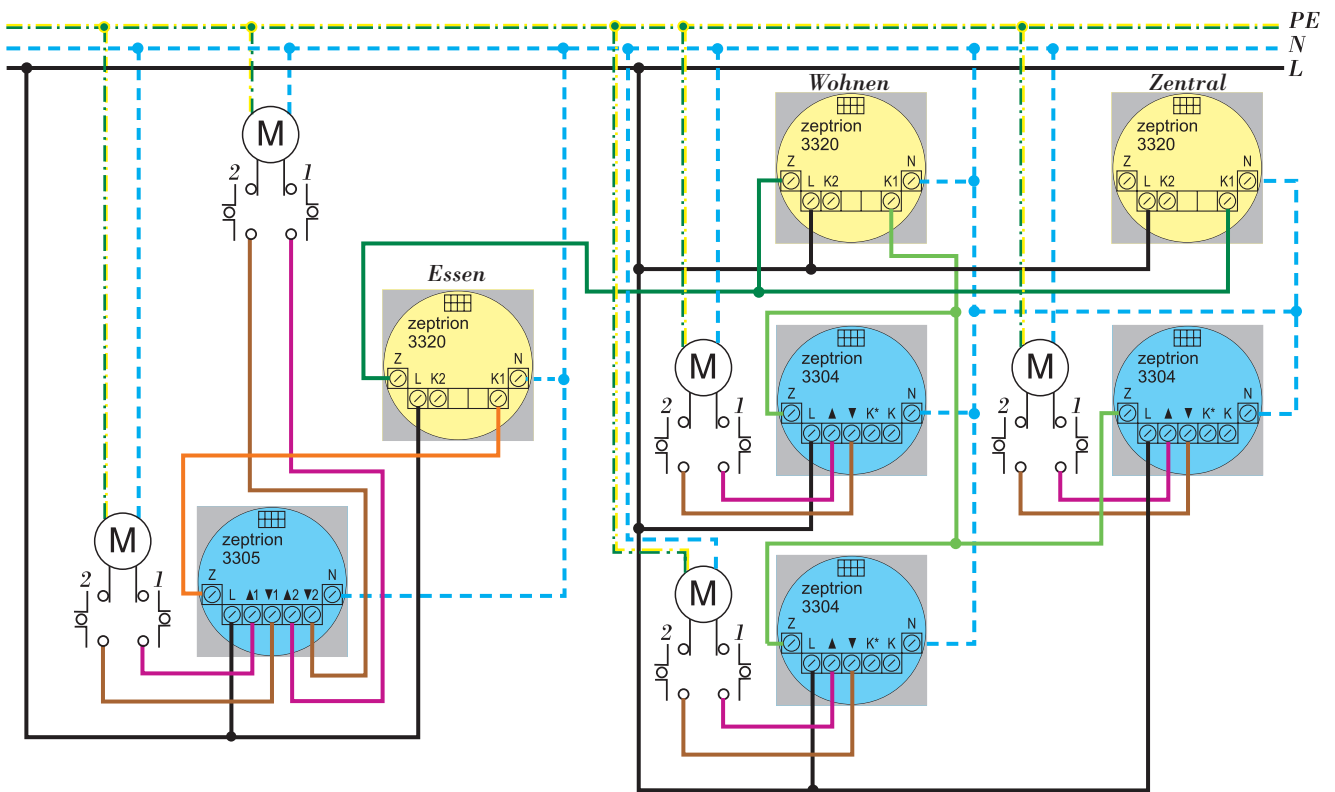 PE
N
L
Wohnen
zeptrion
3320
Z
L K2 K1
N
Zentral
zeptrion
3320
Z
L K2 K1
N
M
2 1
Essen
zeptrion
3320
Z
L K2 K1
N
M
2 1
zeptrion
3304
Z
L ▲ ▼ K* K
N
M
2 1
zeptrion
3304
Z
L ▲ ▼ K* K
N
M
2 1
zeptrion
3305
Z
L ▲1 ▼1 ▲2 ▼2
N
M
2 1
zeptrion
3304
Z
L ▲ ▼ K* K
N